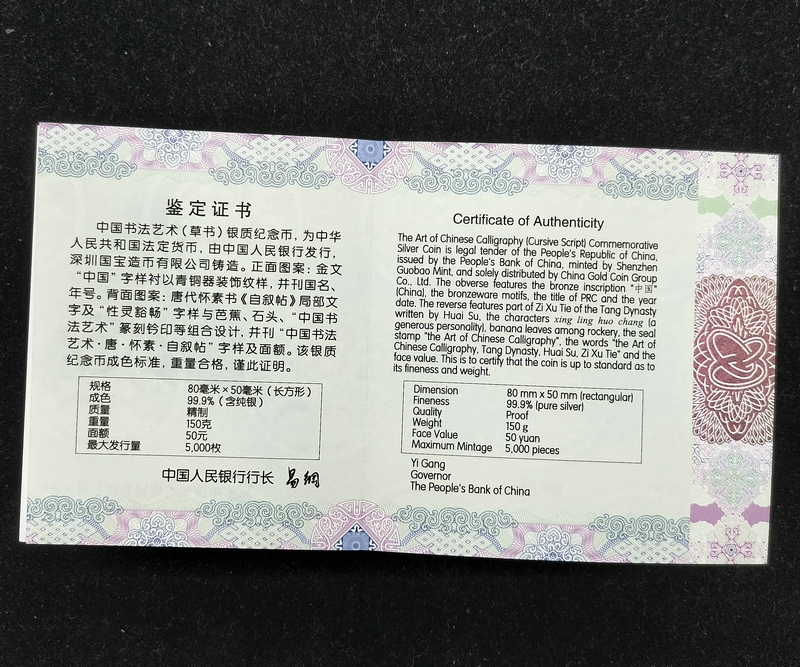 鉴定证书
中国书法艺术（草书）银质纪念币，为中华
人民共和国法定货币，由中国人民银行发行，
深圳国宝造币有限公司铸造。正面图案：金文
“中国”字样衬以青铜器装饰纹样，并刊国名、
年号。背面图案：唐代怀素书《自叙帖》局部文
字及“性灵豁畅”字样与芭蕉、石头、“中国书
法艺术”篆刻钤印等组合设计，并刊“中国书法
艺术·唐·怀素·自叙帖”字样及面额。该银质
纪念币成色标准，重量合格，谨此证明。
规格 80毫米×50毫米（长方形）
成色 99.9%（含纯银）
质量 精制
重量 150克
面额 50元
最大发行量 5,000枚
中国人民银行行长 易纲
Certificate of Authenticity
The Art of Chinese Calligraphy (Cursive Script) Commemorative
Silver Coin is legal tender of the People's Republic of China,
issued by the People's Bank of China, minted by Shenzhen
Guobao Mint, and solely distributed by China Gold Coin Group
Co., Ltd. The obverse features the bronze inscription "中国"
(China), the bronzeware motifs, the title of PRC and the year
date. The reverse features part of Zi Xu Tie of the Tang Dynasty
written by Huai Su, the characters xing ling huo chang (a
generous personality), banana leaves among rockery, the seal
stamp "the Art of Chinese Calligraphy", the words "the Art of
Chinese Calligraphy, Tang Dynasty, Huai Su, Zi Xu Tie" and the
face value. This is to certify that the coin is up to standard as to
its fineness and weight.
Dimension 80 mm x 50 mm (rectangular)
Fineness 99.9% (pure silver)
Quality Proof
Weight 150 g
Face Value 50 yuan
Maximum Mintage 5,000 pieces
Yi Gang
Governor
The People's Bank of China